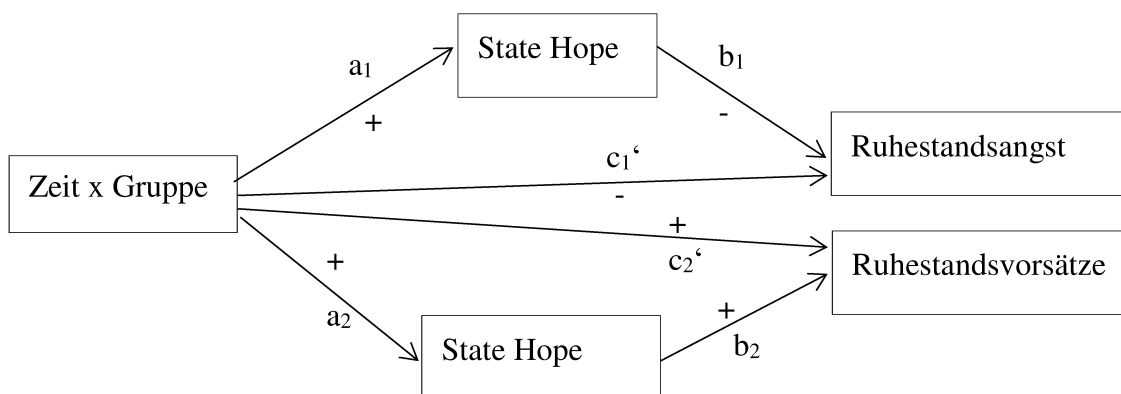 State Hope
b₁
a₁
+
-
Ruhestandsangst
c₁‘
Zeit x Gruppe
-
+
Ruhestandsvorsätze
+
c₂‘
a₂
+
State Hope
b₂